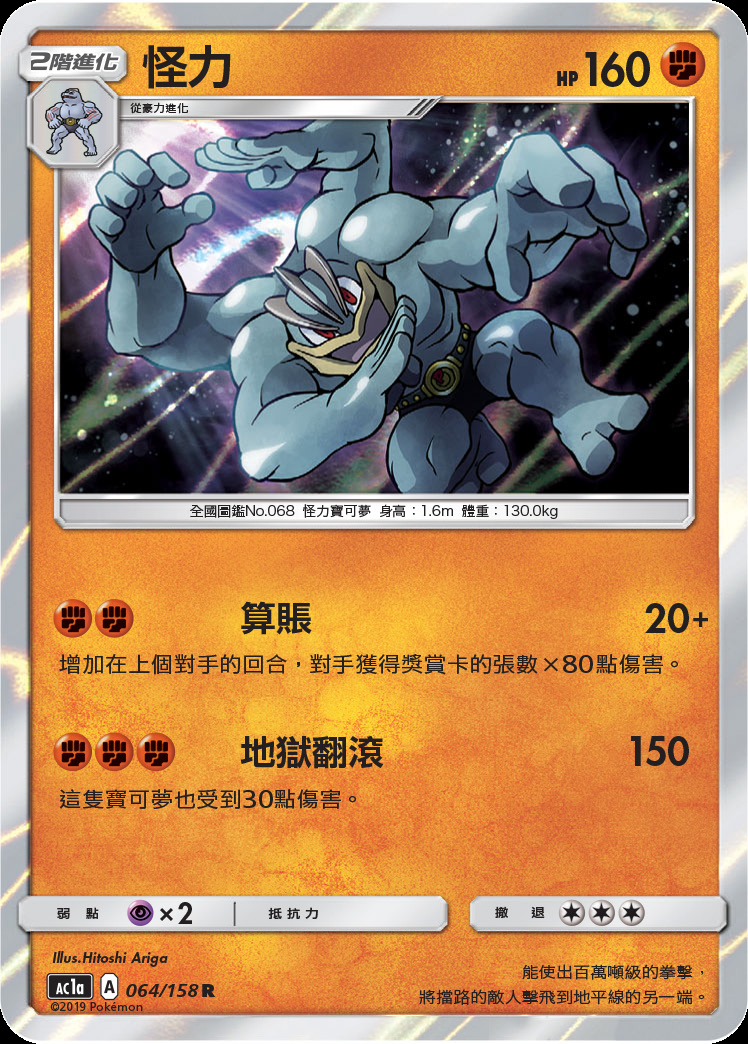 2階進化
怪力
HP 160
從豪力進化
全國圖鑑No.068 怪力寶可夢 身高：1.6m 體重：130.0kg
算賬 20+
增加在上個對手的回合，對手獲得獎賞卡的張數×80點傷害。
地獄翻滾 150
這隻寶可夢也受到30點傷害。
弱點 ×2 抵抗力 撤退
Illus.Hitoshi Ariga
AC1a A 064/158 R
©2019 Pokémon
能使出百萬噸級的拳擊，
將擋路的敵人擊飛到地平線的另一端。